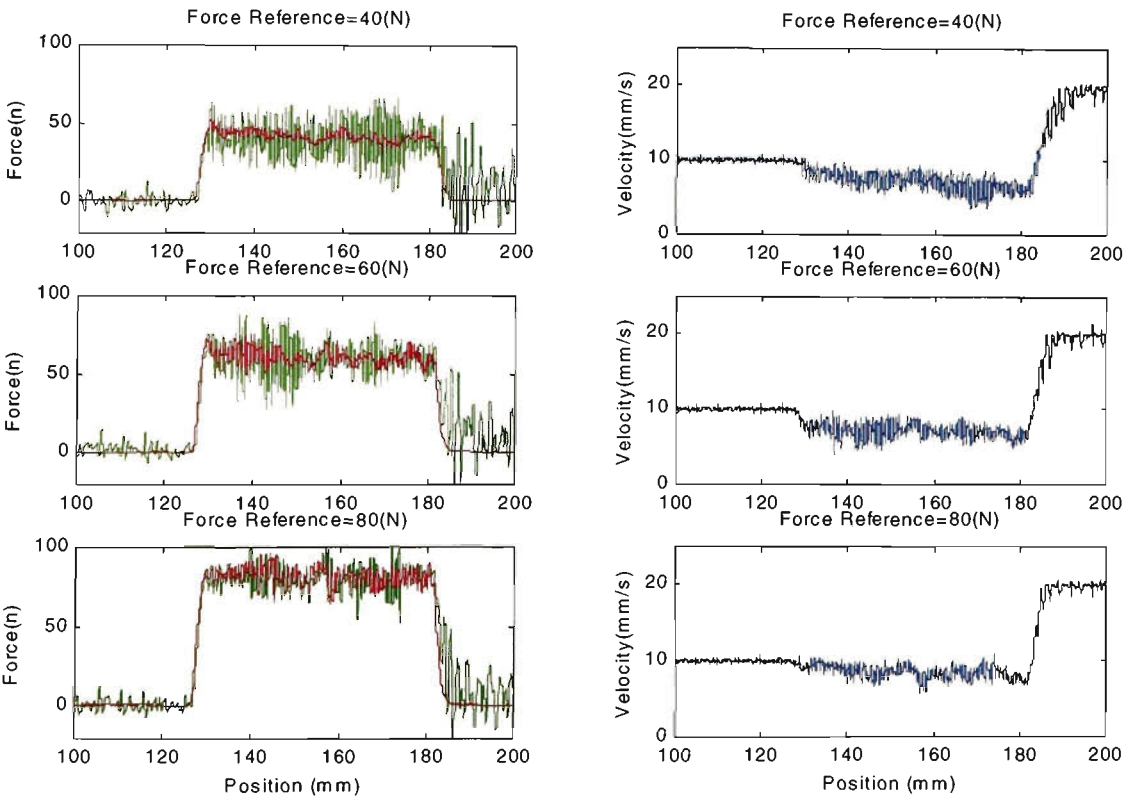 Force Reference=40(N)
100
50
0
Force(n)
100 120 140 160 180 200
Force Reference=60(N)
100
50
0
Force(n)
100 120 140 160 180 200
Force Reference=80(N)
100
50
0
Force(n)
100 120 140 160 180 200
Position (mm)
Force Reference=40(N)
20
10
0
Velocity(mm/s)
100 120 140 160 180 200
Force Reference=60(N)
20
10
0
Velocity(mm/s)
100 120 140 160 180 200
Force Reference=80(N)
20
10
0
Velocity(mm/s)
100 120 140 160 180 200
Position (mm)